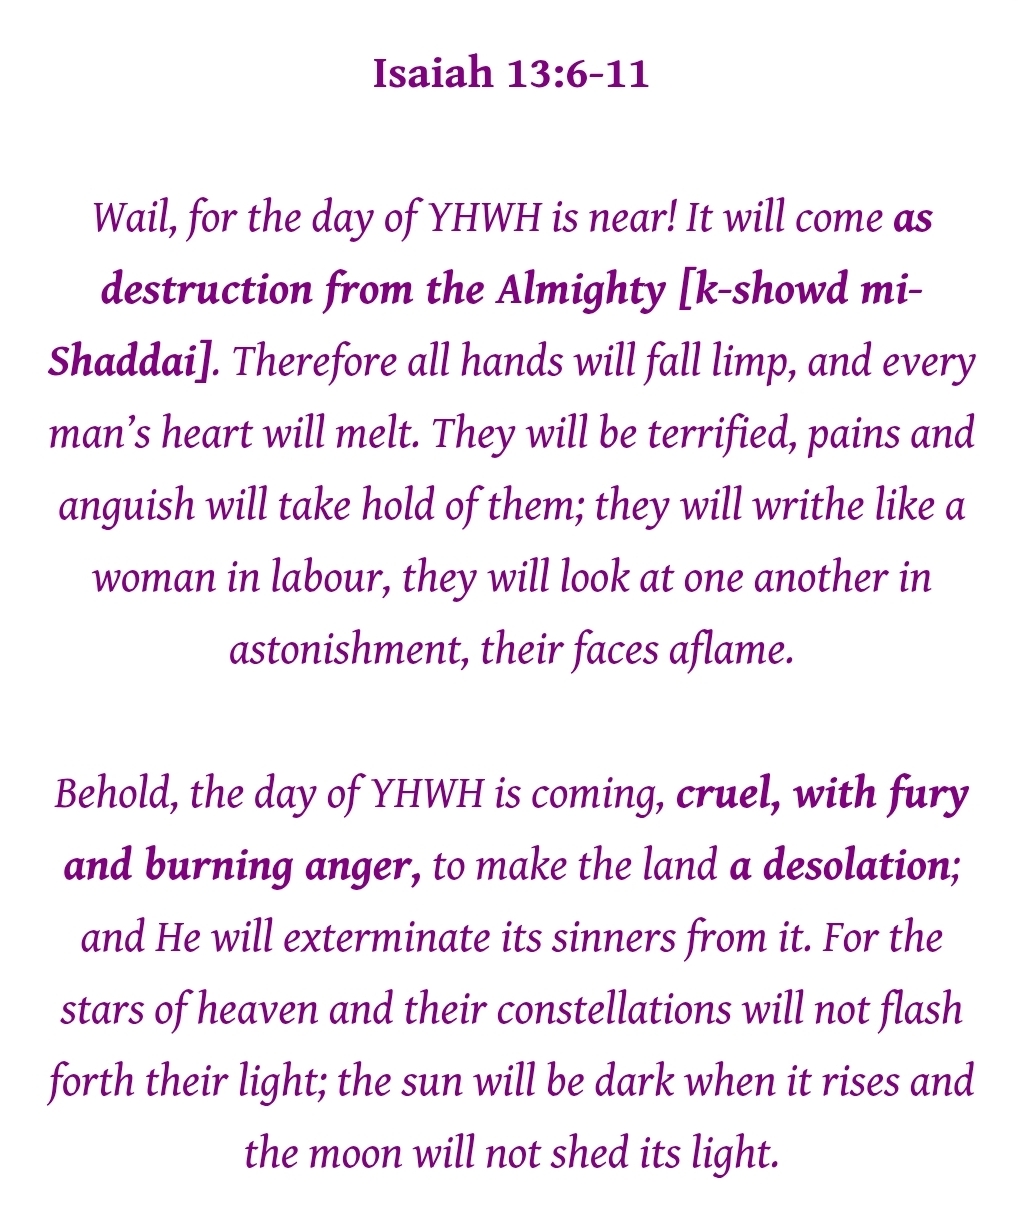 Isaiah 13:6-11
Wail, for the day of YHWH is near! It will come as
destruction from the Almighty [k-showd mi-
Shaddai]. Therefore all hands will fall limp, and every
man’s heart will melt. They will be terrified, pains and
anguish will take hold of them; they will writhe like a
woman in labour, they will look at one another in
astonishment, their faces aflame.
Behold, the day of YHWH is coming, cruel, with fury
and burning anger, to make the land a desolation;
and He will exterminate its sinners from it. For the
stars of heaven and their constellations will not flash
forth their light; the sun will be dark when it rises and
the moon will not shed its light.